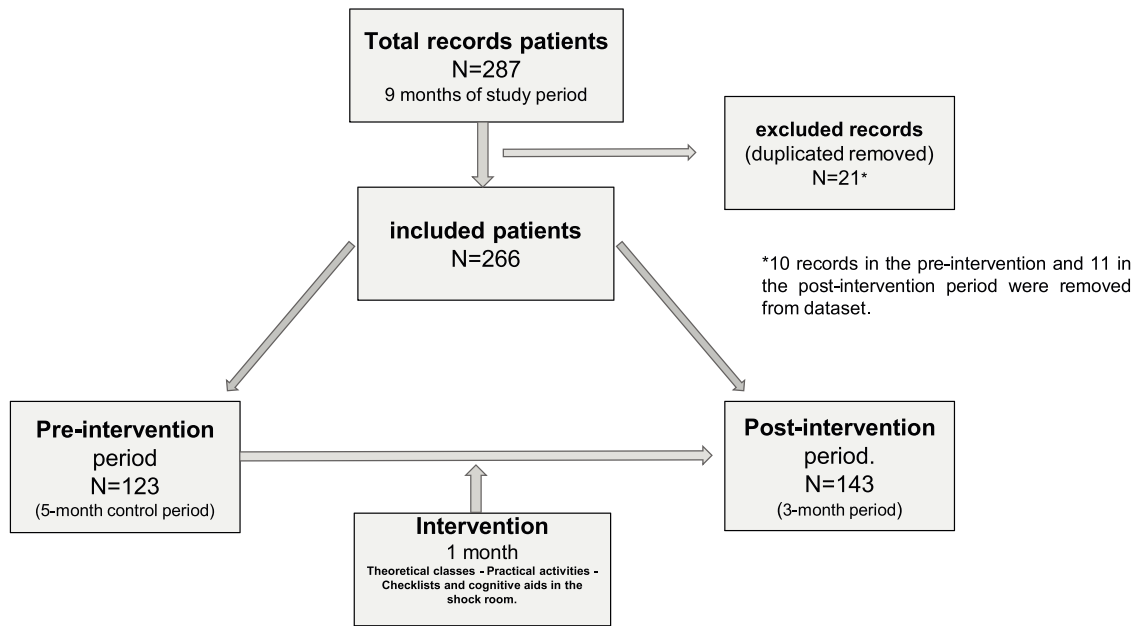 Total records patients
N=287
9 months of study period
excluded records
(duplicated removed)
N=21*
included patients
N=266
*10 records in the pre-intervention and 11 in
the post-intervention period were removed
from dataset.
Pre-intervention
period
N=123
(5-month control period)
Post-intervention
period.
N=143
(3-month period)
Intervention
1 month
Theoretical classes - Practical activities -
Checklists and cognitive aids in the
shock room.